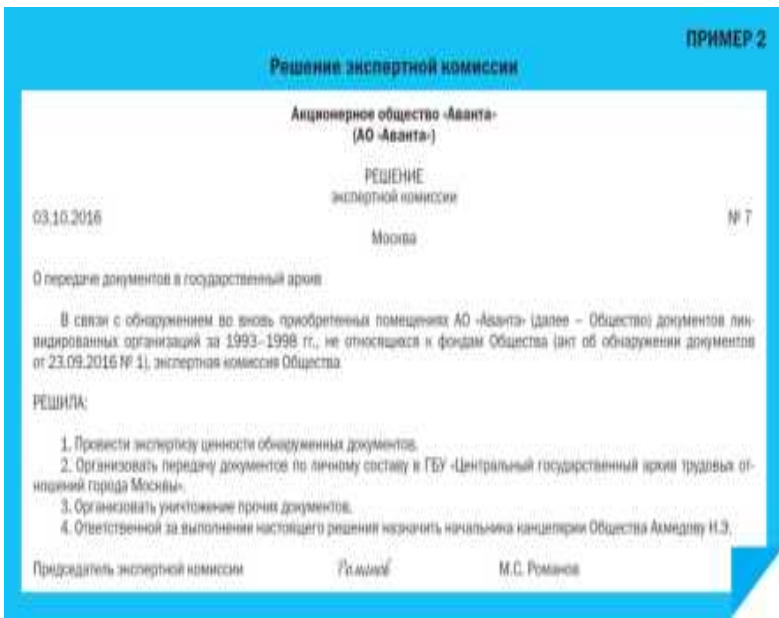 ПРИМЕР 2
Решение экспертной комиссии
Акционерное общество «Аванта»
(АО «Аванта»)
РЕШЕНИЕ
экспертной комиссии
03.10.2016 № 7
Москва
О передаче документов в государственный архив
В связи с обнаружением во вновь приобретенных помещениях АО «Аванта» (далее – Общество) документов лик-
видированных организаций за 1993–1998 гг., не относящихся к фондам Общества (акт об обнаружении документов
от 23.09.2016 № 1), экспертная комиссия Общества
РЕШИЛА:
1. Провести экспертизу ценности обнаруженных документов.
2. Организовать передачу документов по личному составу в ГБУ «Центральный государственный архив трудовых от-
ношений города Москвы».
3. Организовать уничтожение прочих документов.
4. Ответственной за выполнение настоящего решения назначить начальника канцелярии Общества Ахмедову Н.Э.
Председатель экспертной комиссии Романов М.С. Романов